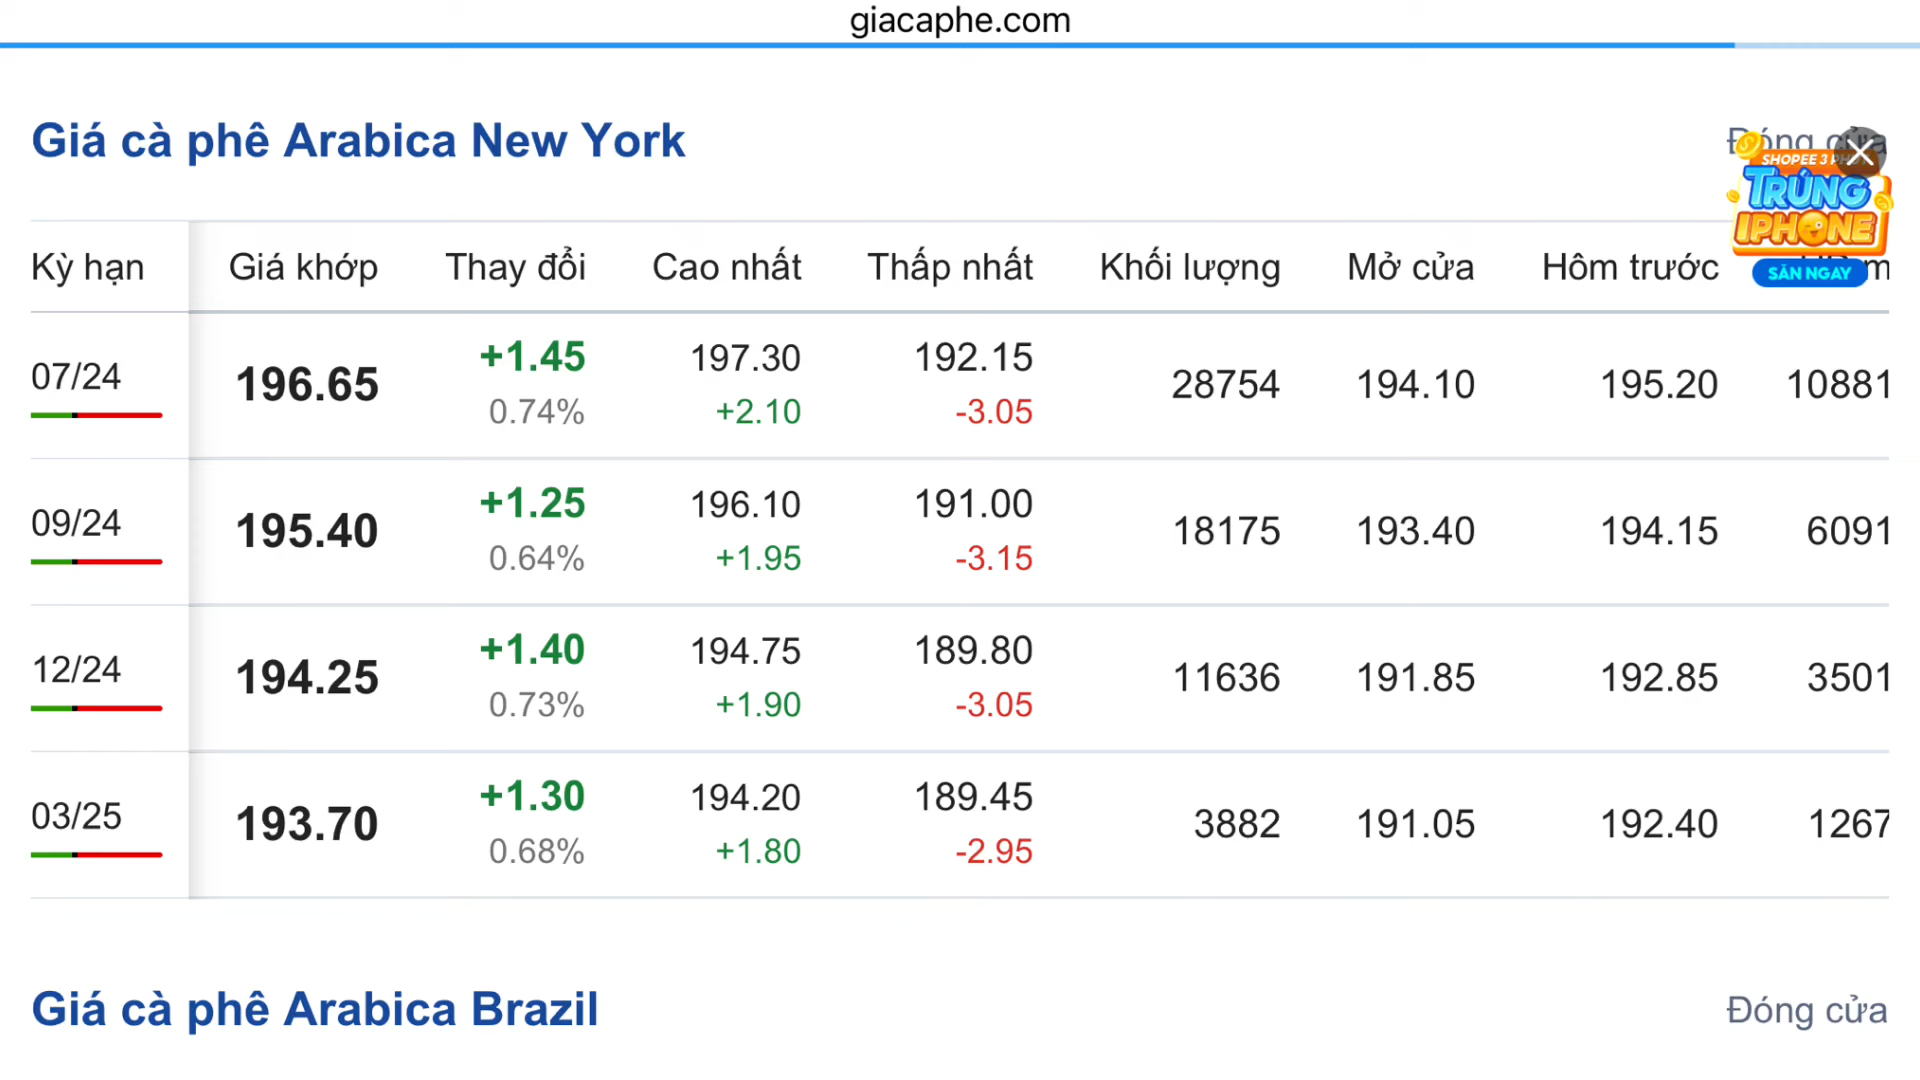 giacaphe.com
Giá cà phê Arabica New York
SHOPEE 3
TRÚNG
IPHONE
SĂN NGAY
Kỳ hạn Giá khớp Thay đổi Cao nhất Thấp nhất Khối lượng Mở cửa Hôm trước
07/24 196.65 +1.45 197.30 192.15 28754 194.10 195.20 10881
0.74% +2.10 -3.05
09/24 195.40 +1.25 196.10 191.00 18175 193.40 194.15 6091
0.64% +1.95 -3.15
12/24 194.25 +1.40 194.75 189.80 11636 191.85 192.85 3501
0.73% +1.90 -3.05
03/25 193.70 +1.30 194.20 189.45 3882 191.05 192.40 1267
0.68% +1.80 -2.95
Giá cà phê Arabica Brazil Đóng cửa